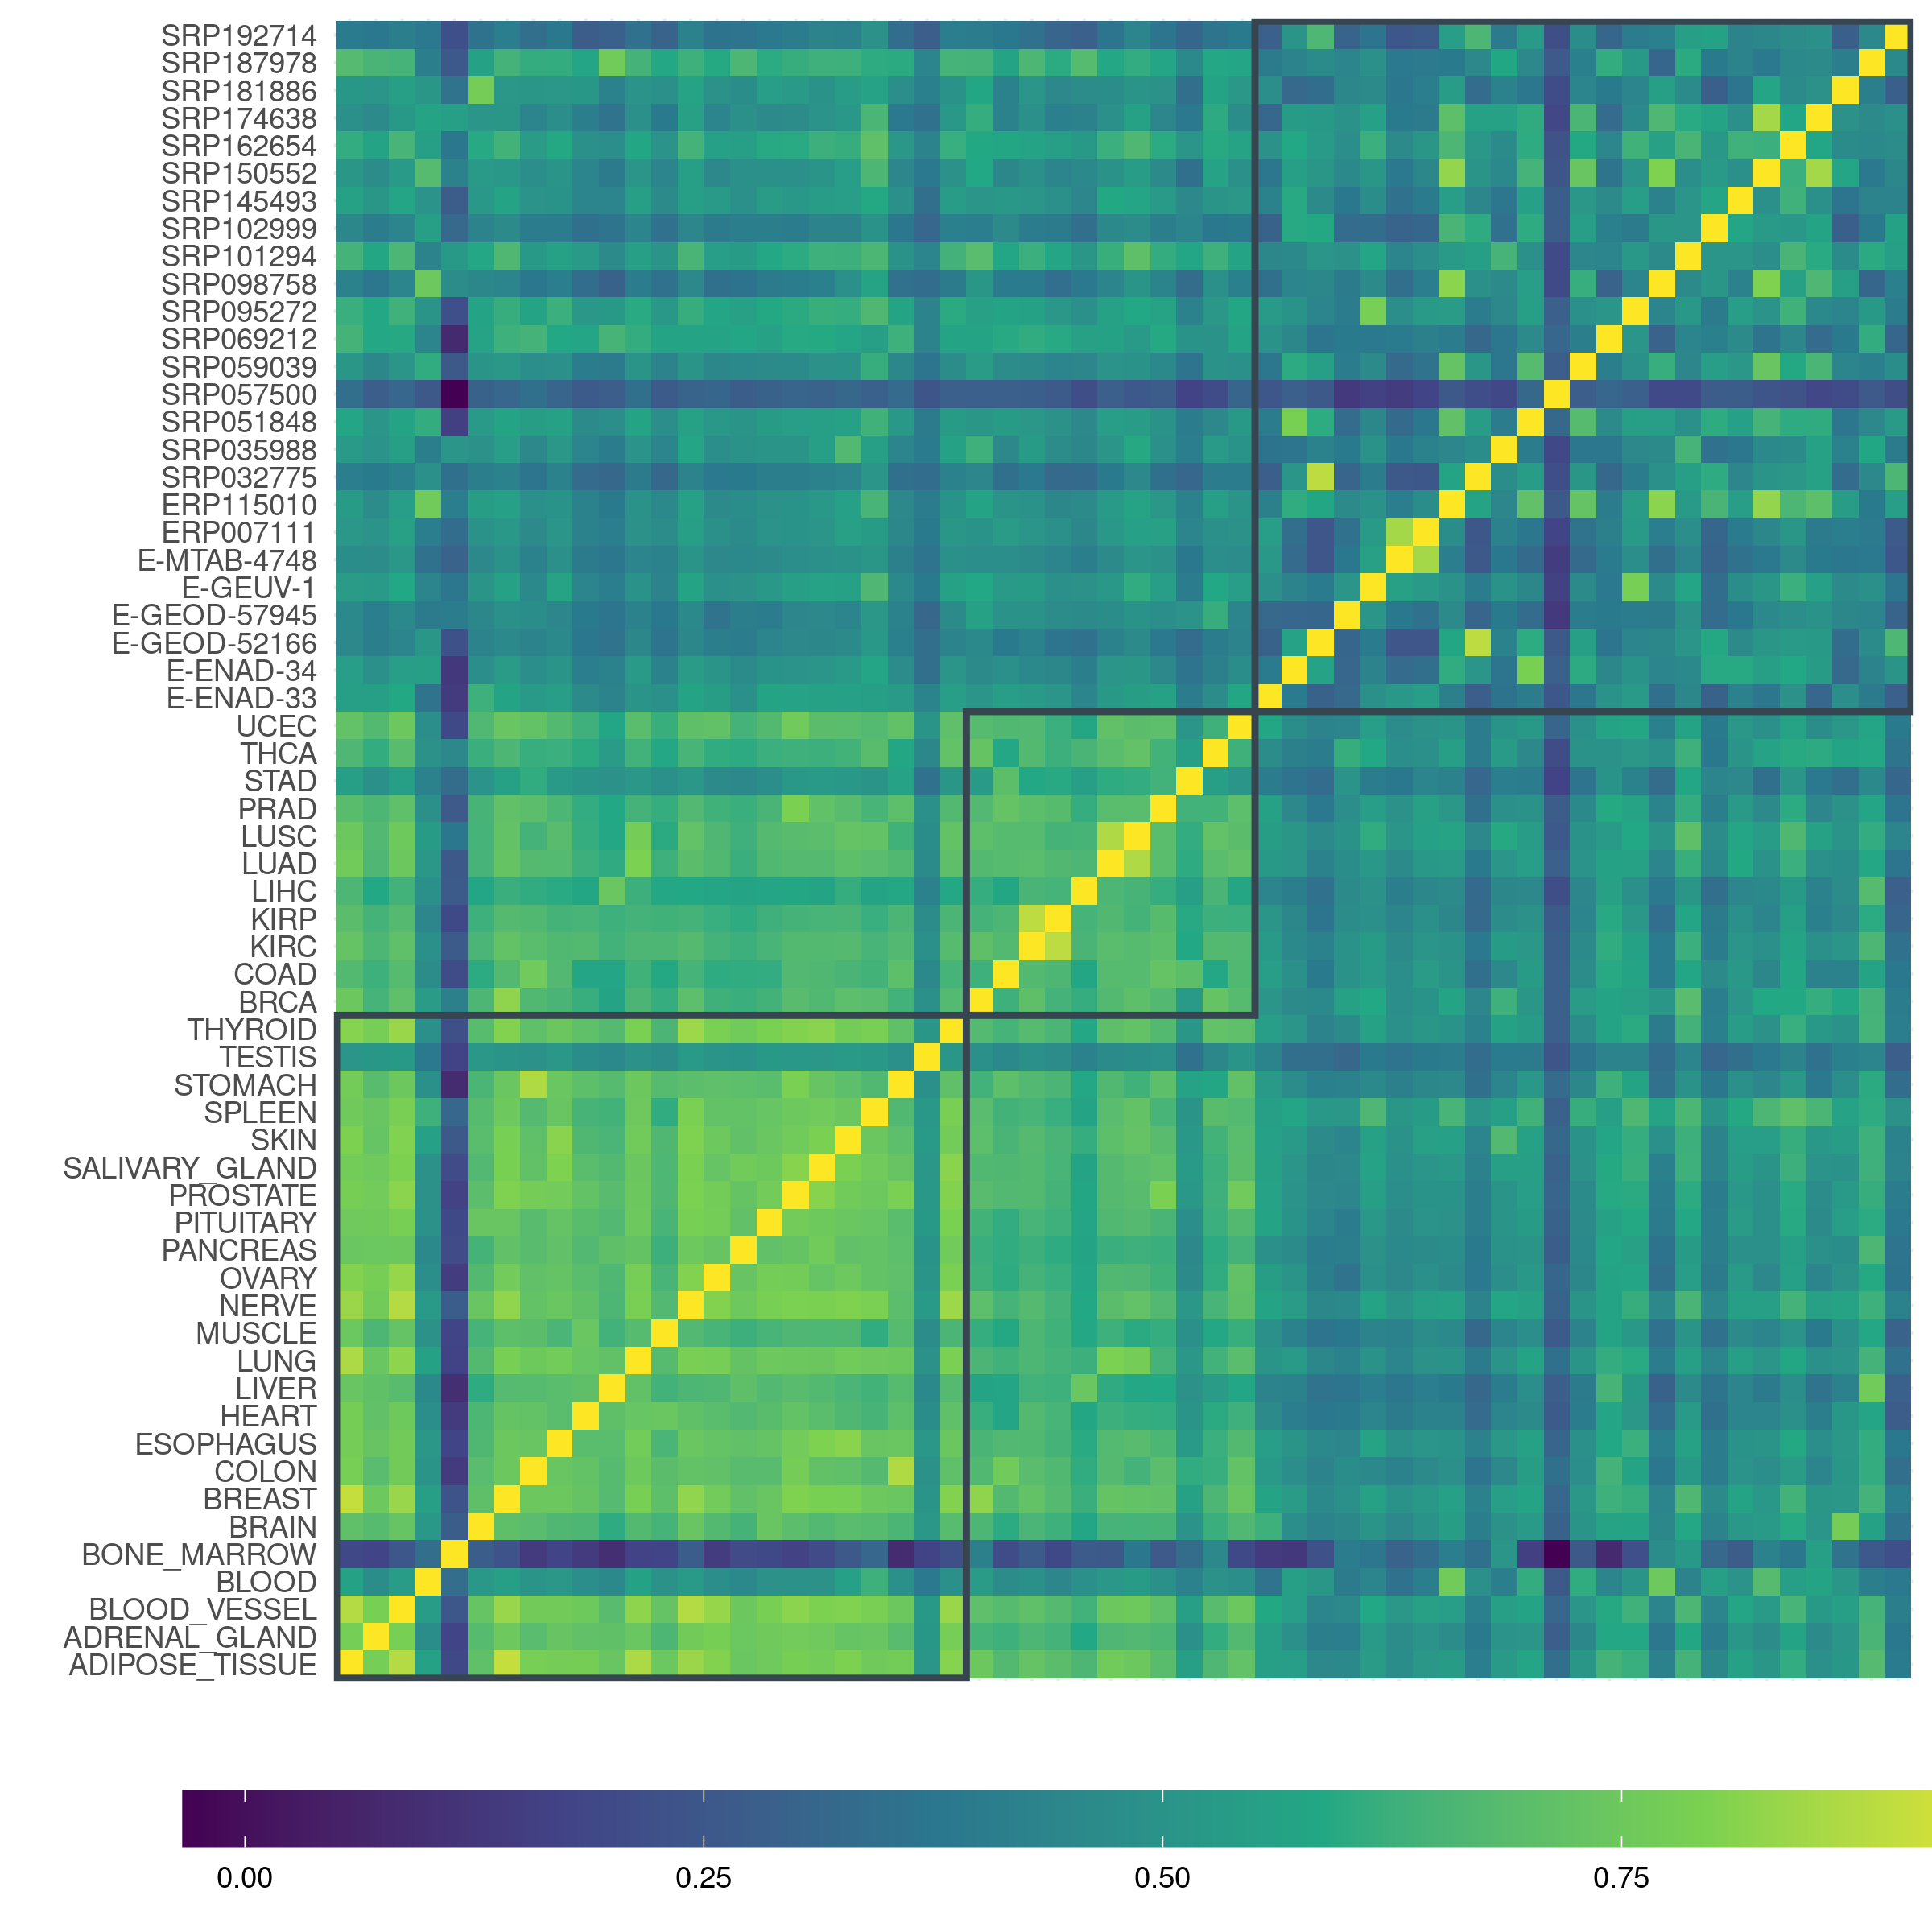 SRP192714
SRP187978
SRP181886
SRP174638
SRP162654
SRP150552
SRP145493
SRP102999
SRP101294
SRP098758
SRP095272
SRP069212
SRP059039
SRP057500
SRP051848
SRP035988
SRP032775
ERP115010
ERP007111
E-MTAB-4748
E-GEUV-1
E-GEOD-57945
E-GEOD-52166
E-ENAD-34
E-ENAD-33
UCEC
THCA
STAD
PRAD
LUSC
LUAD
LIHC
KIRP
KIRC
COAD
BRCA
THYROID
TESTIS
STOMACH
SPLEEN
SKIN
SALIVARY_GLAND
PROSTATE
PITUITARY
PANCREAS
OVARY
NERVE
MUSCLE
LUNG
LIVER
HEART
ESOPHAGUS
COLON
BREAST
BRAIN
BONE_MARROW
BLOOD
BLOOD_VESSEL
ADRENAL_GLAND
ADIPOSE_TISSUE
0.00 0.25 0.50 0.75